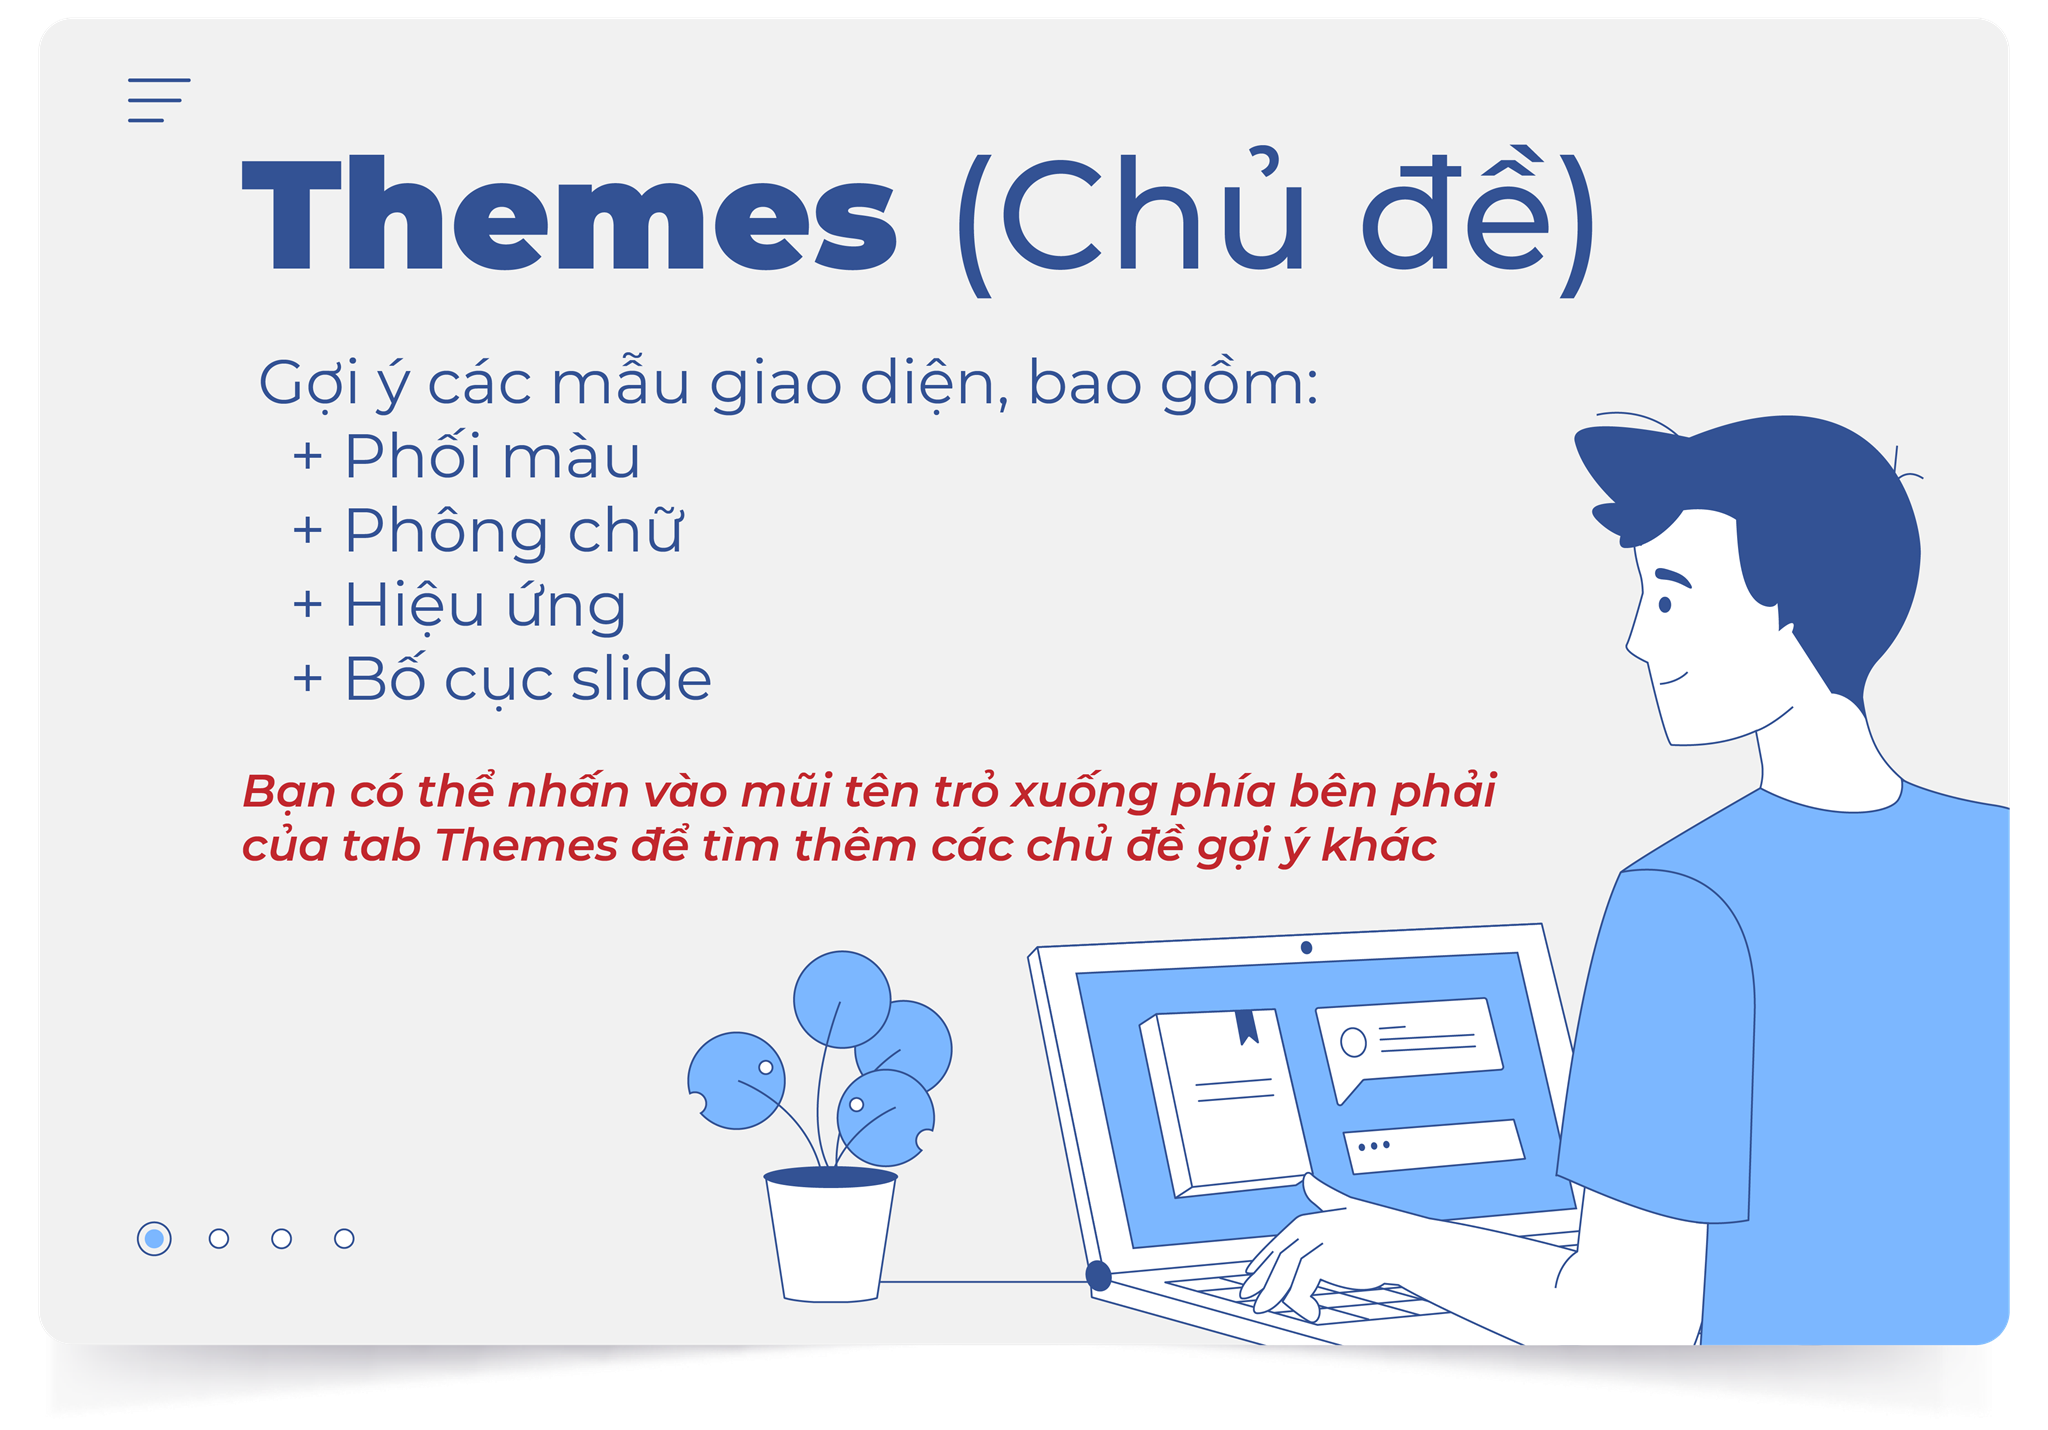 Themes (Chủ đề)
Gợi ý các mẫu giao diện, bao gồm:
+ Phối màu
+ Phông chữ
+ Hiệu ứng
+ Bố cục slide
Bạn có thể nhấn vào mũi tên trỏ xuống phía bên phải
của tab Themes để tìm thêm các chủ đề gợi ý khác